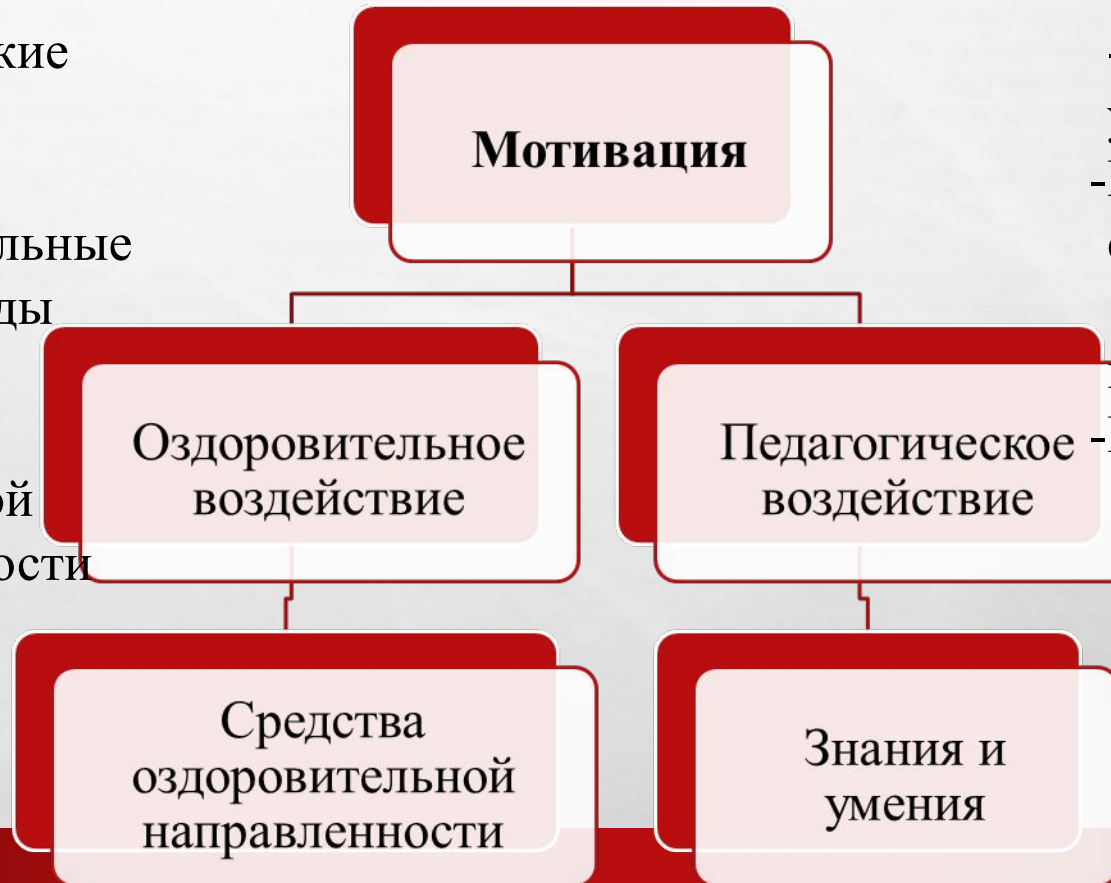 Мотивация
Оздоровительное
воздействие
Педагогическое
воздействие
Средства
оздоровительной
направленности
Знания и
умения